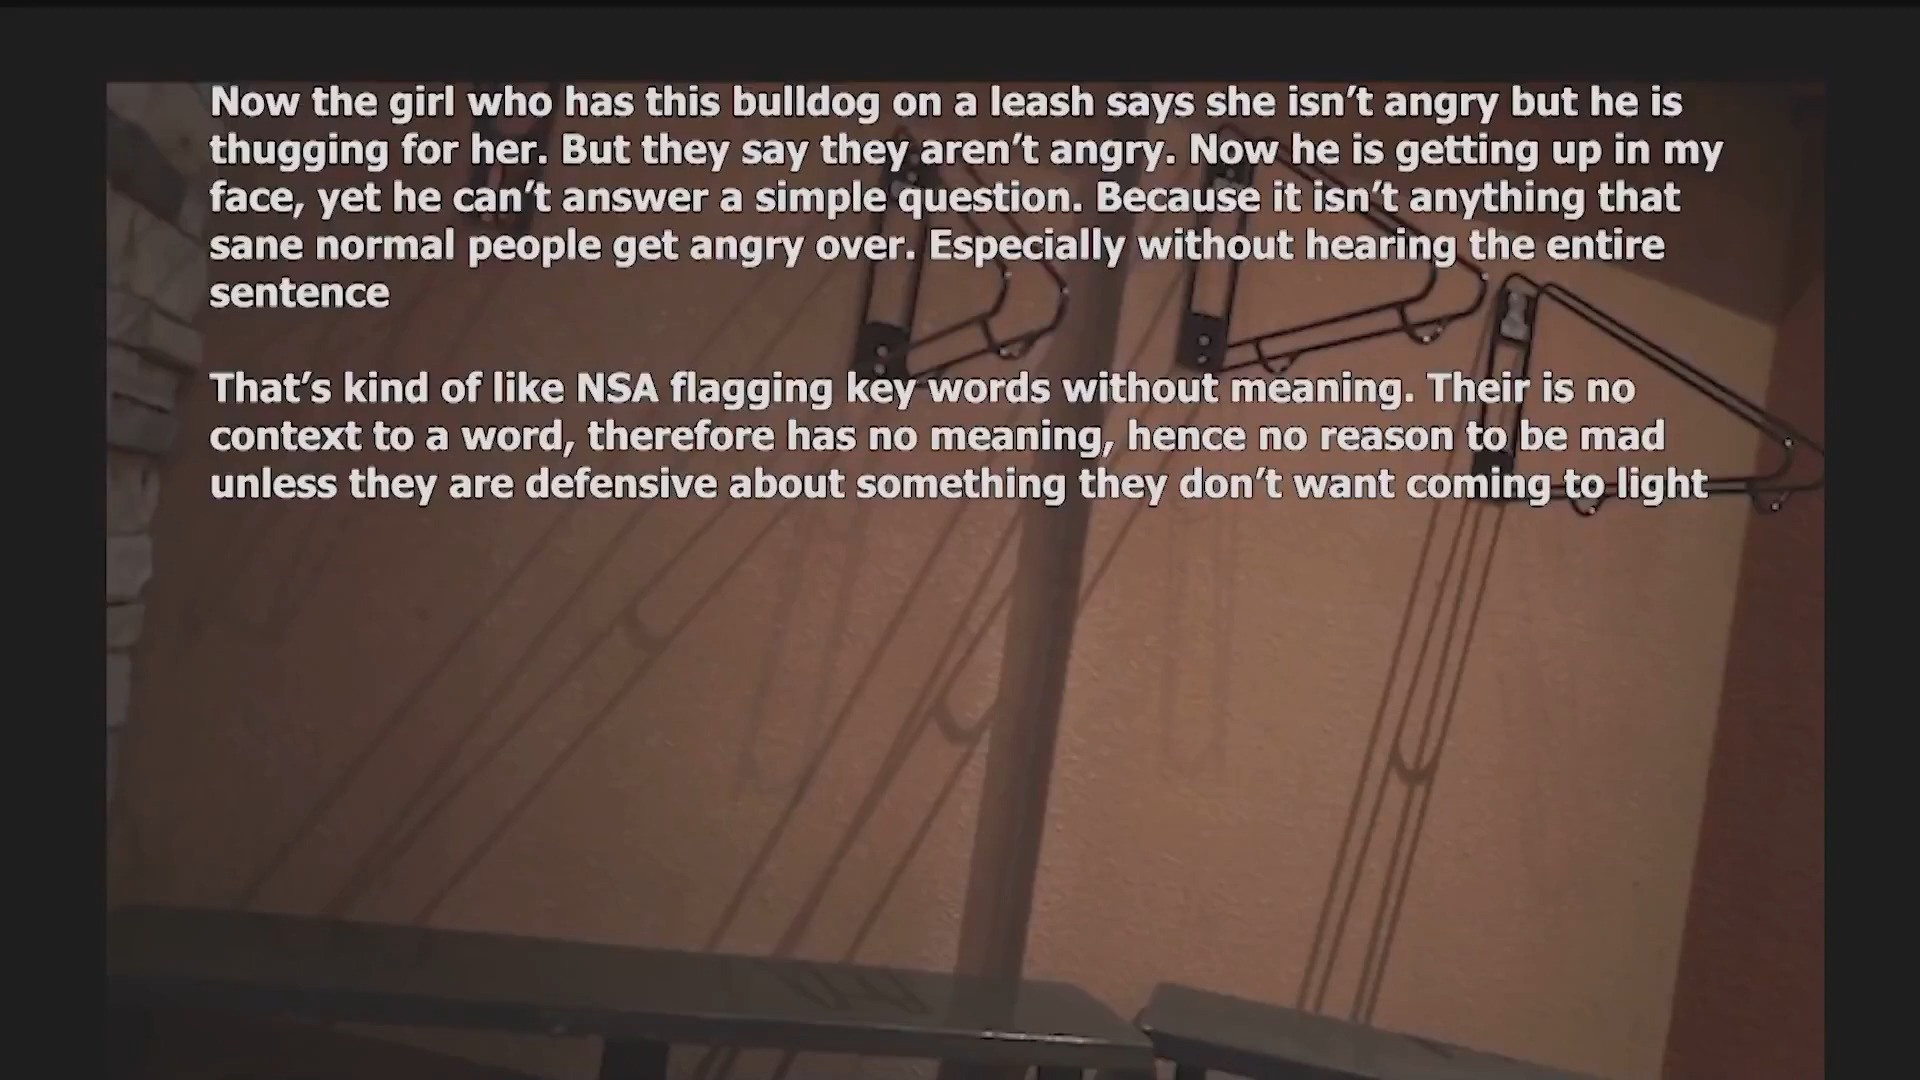 Now the girl who has this bulldog on a leash says she isn’t angry but he is
thugging for her. But they say they aren’t angry. Now he is getting up in my
face, yet he can’t answer a simple question. Because it isn’t anything that
sane normal people get angry over. Especially without hearing the entire
sentence
That’s kind of like NSA flagging key words without meaning. Their is no
context to a word, therefore has no meaning, hence no reason to be mad
unless they are defensive about something they don’t want coming to light